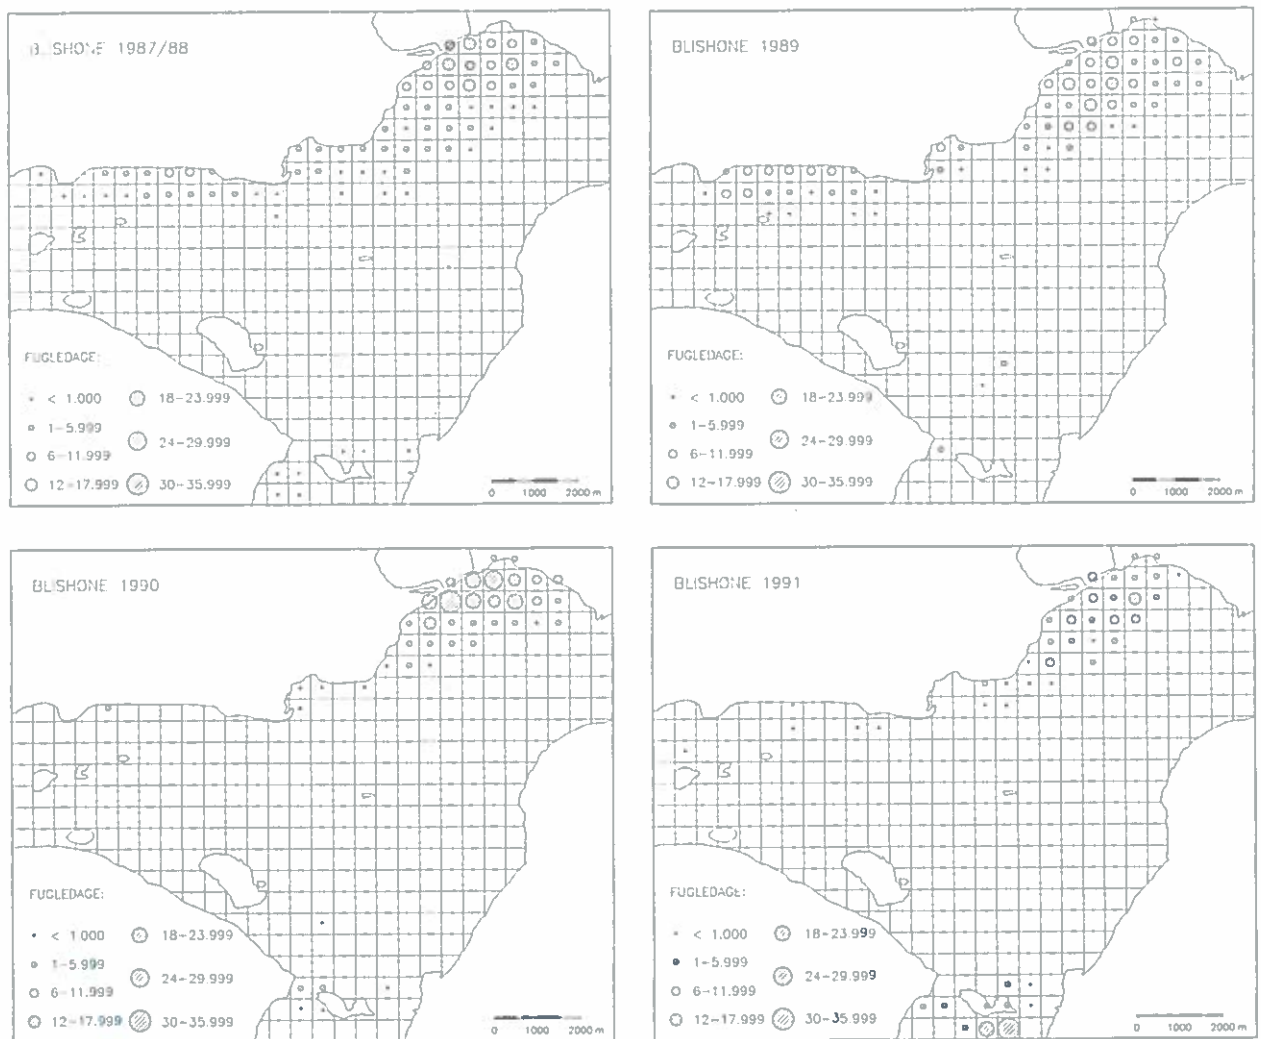 BLISHONE 1987/88
FUGLEDAGE:
< 1.000
1-5.999
6-11.999
12-17.999
18-23.999
24-29.999
30-35.999
0 1000 2000 m
BLISHONE 1989
FUGLEDAGE:
< 1.000
1-5.999
6-11.999
12-17.999
18-23.999
24-29.999
30-35.999
0 1000 2000 m
BLISHONE 1990
FUGLEDAGE:
< 1.000
1-5.999
6-11.999
12-17.999
18-23.999
24-29.999
30-35.999
0 1000 2000 m
BLISHONE 1991
FUGLEDAGE:
< 1.000
1-5.999
6-11.999
12-17.999
18-23.999
24-29.999
30-35.999
0 1000 2000 m